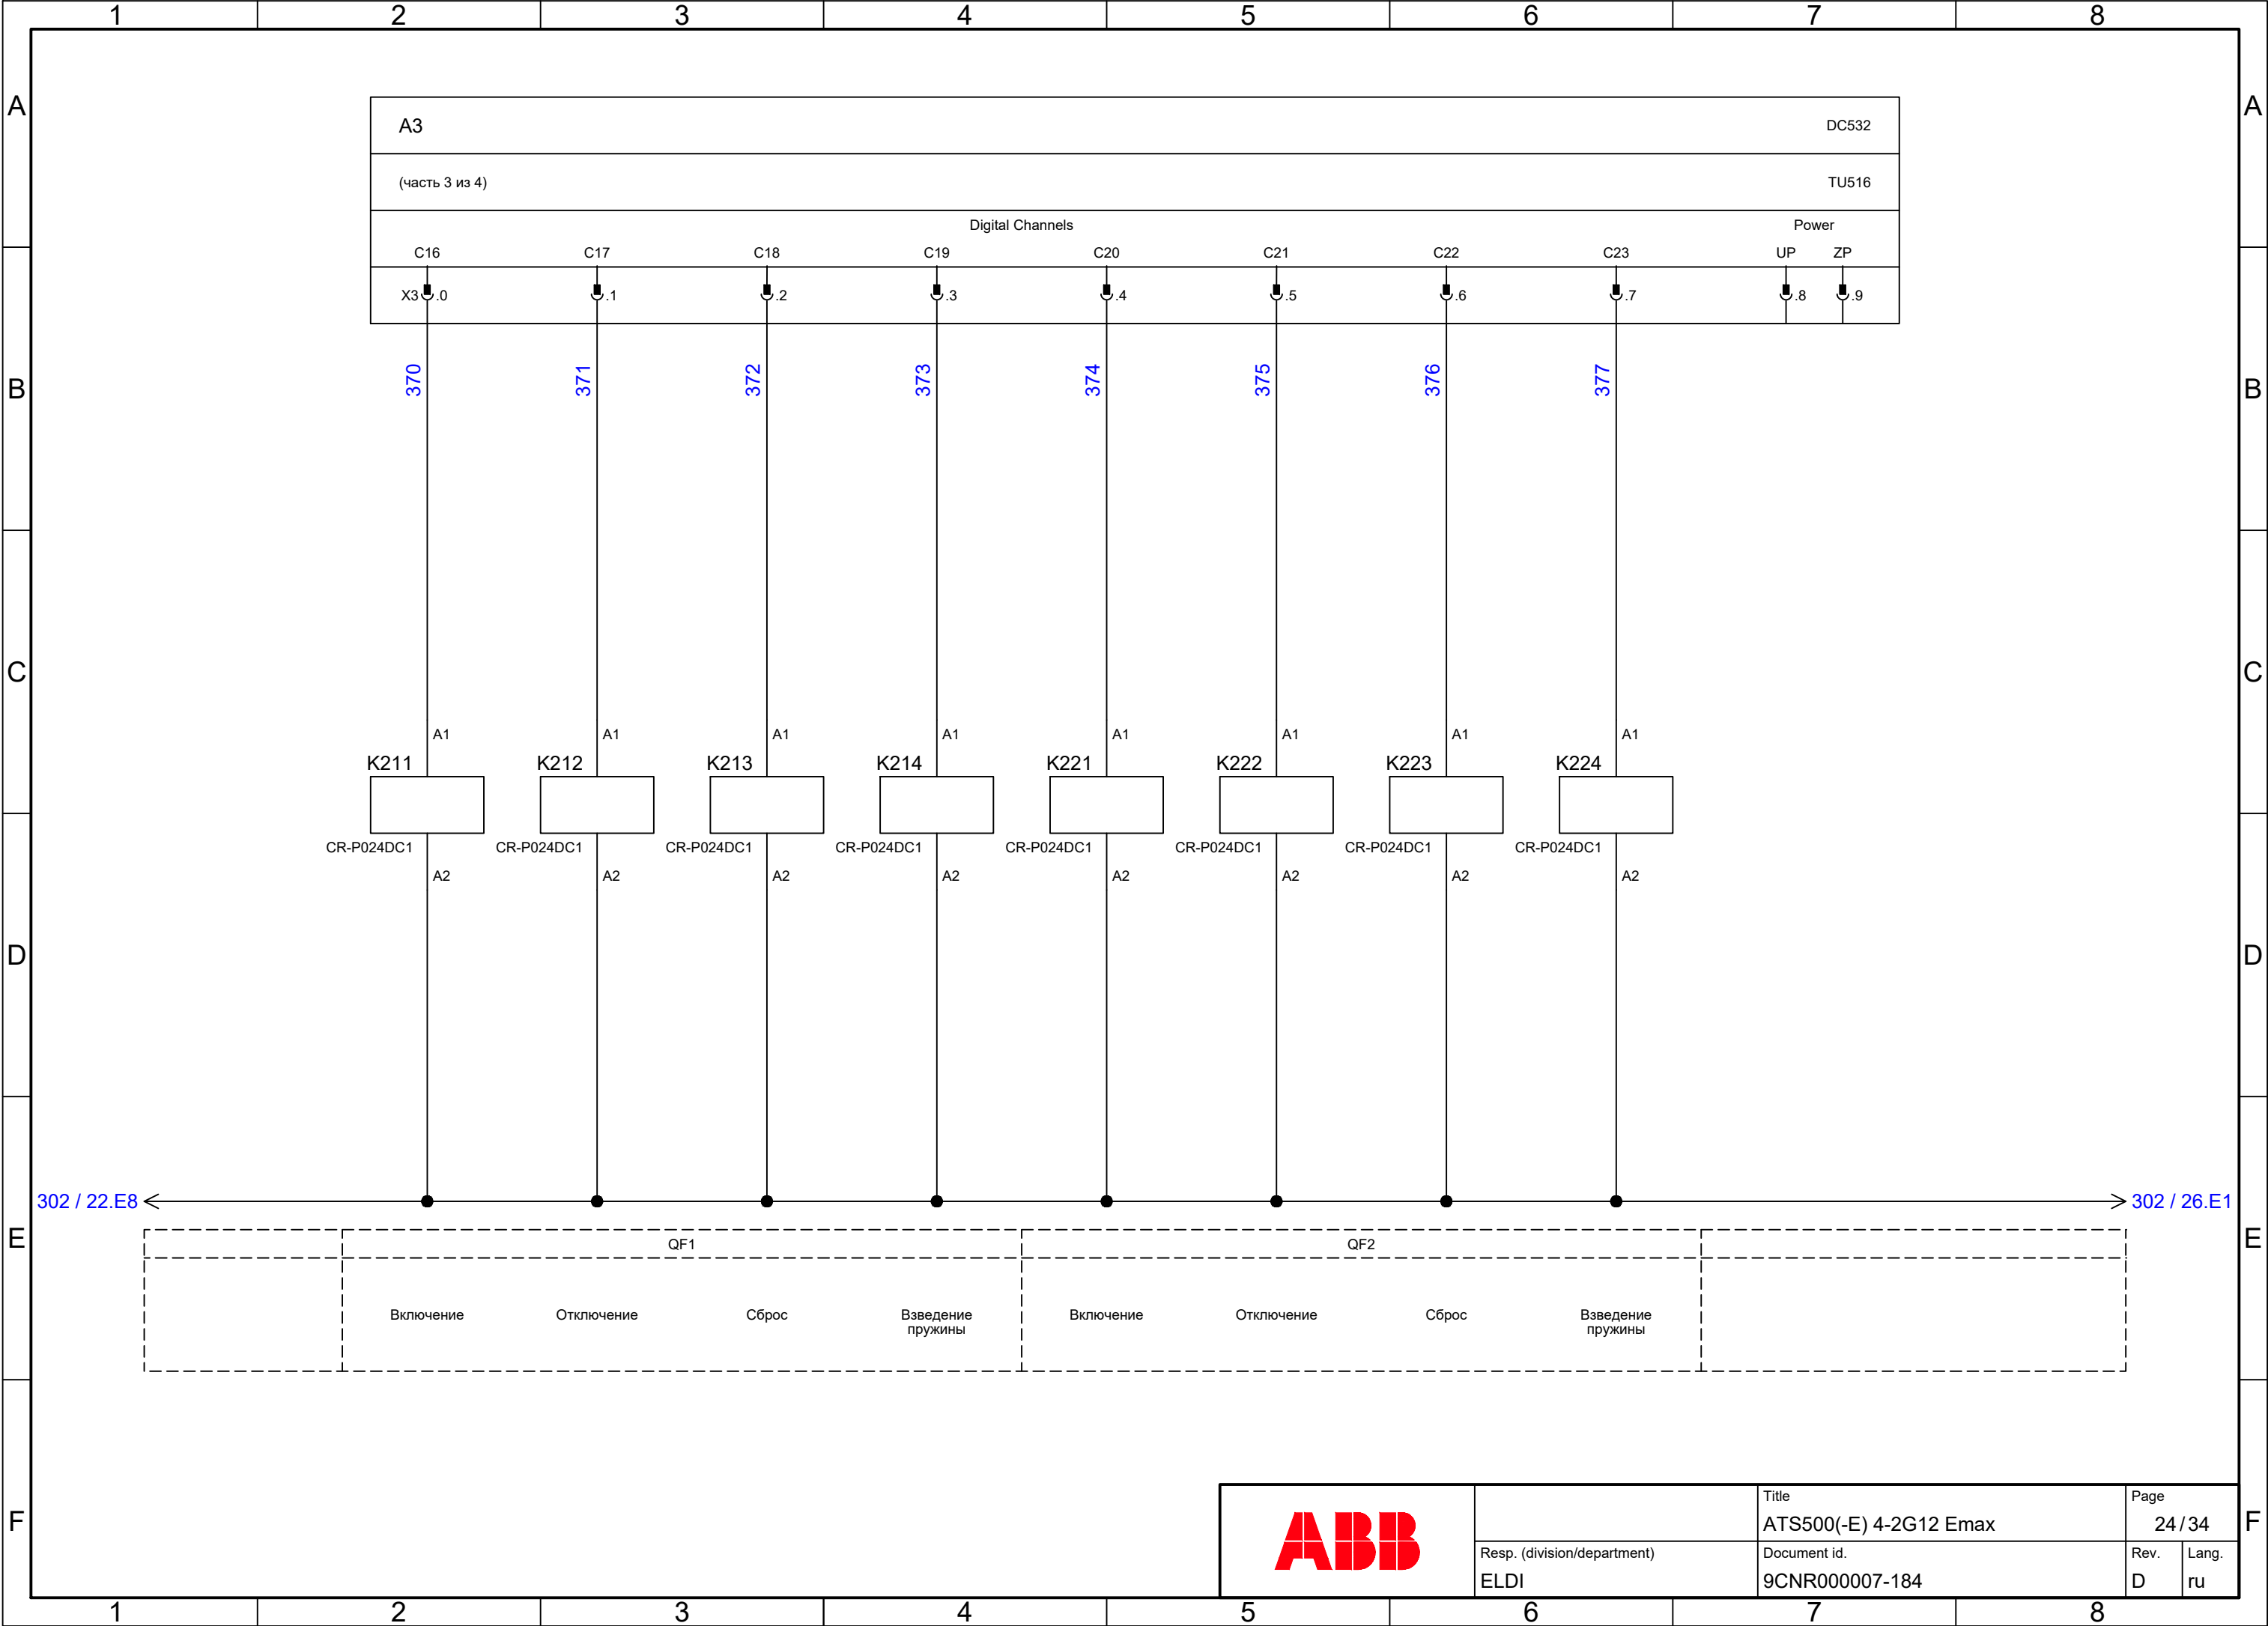 1 2 3 4 5 6 7 8
A A
A3 DC532
(часть 3 из 4) TU516
Digital Channels Power
C16 C17 C18 C19 C20 C21 C22 C23 UP ZP
X3 .0 .1 .2 .3 .4 .5 .6 .7 .8 .9
370 371 372 373 374 375 376 377
B B
C C
A1 A1 A1 A1 A1 A1 A1 A1
K211 K212 K213 K214 K221 K222 K223 K224
CR-P024DC1 CR-P024DC1 CR-P024DC1 CR-P024DC1 CR-P024DC1 CR-P024DC1 CR-P024DC1 CR-P024DC1
A2 A2 A2 A2 A2 A2 A2 A2
D D
302 / 22.E8 302 / 26.E1
E E
QF1 QF2
Включение Отключение Сброс Взведение Включение Отключение Сброс Взведение
пружины пружины
F F
ABB
Title Page
ATS500(-E) 4-2G12 Emax 24 / 34
Resp. (division/department) Document id. Rev. Lang.
ELDI 9CNR000007-184 D ru
1 2 3 4 5 6 7 8